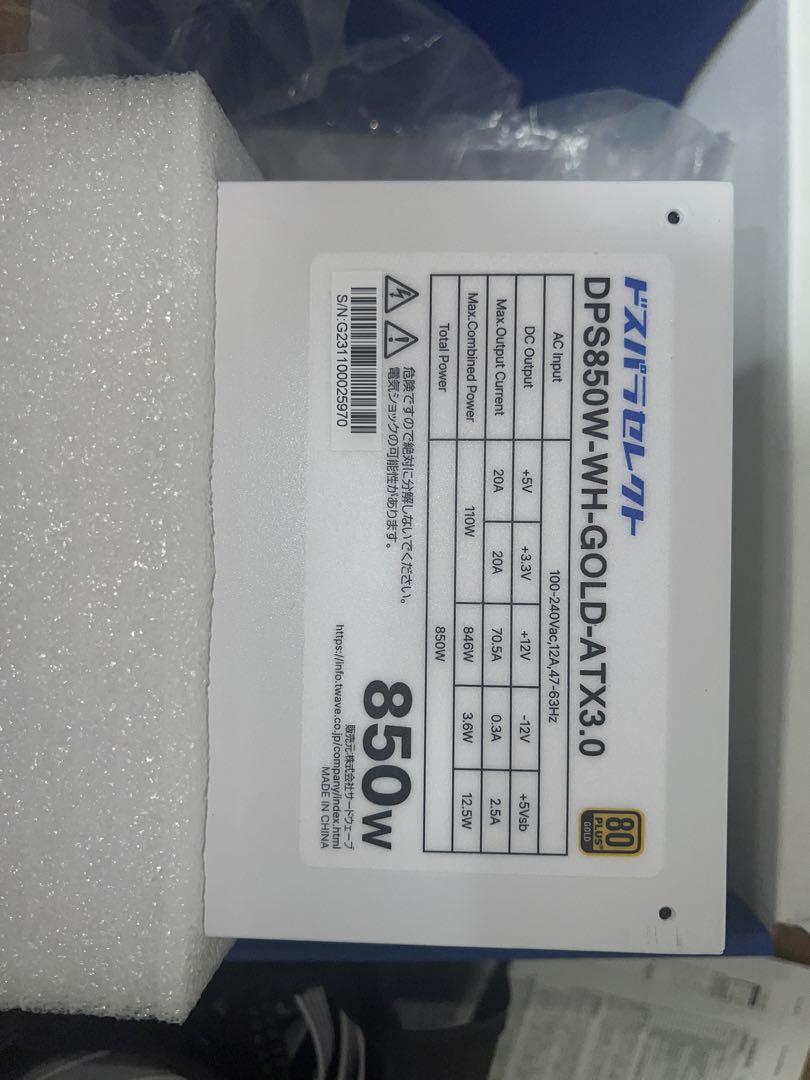 ドスパラセレクト
DPS850W-WH-GOLD-ATX3.0
80
PLUS
GOLD
AC Input 100-240Vac,12A,47-63Hz
DC Output +5V +3.3V +12V -12V +5Vsb
Max.Output Current 20A 20A 70.5A 0.3A 2.5A
Max.Combined Power 110W 846W 3.6W 12.5W
Total Power 850W
危険ですので絶対に分解しないでください。
電気ショックの可能性があります。
850W
S/N:G231100025970
販売元:株式会社サードウェーブ
https://info.twave.co.jp/company/index.html
MADE IN CHINA